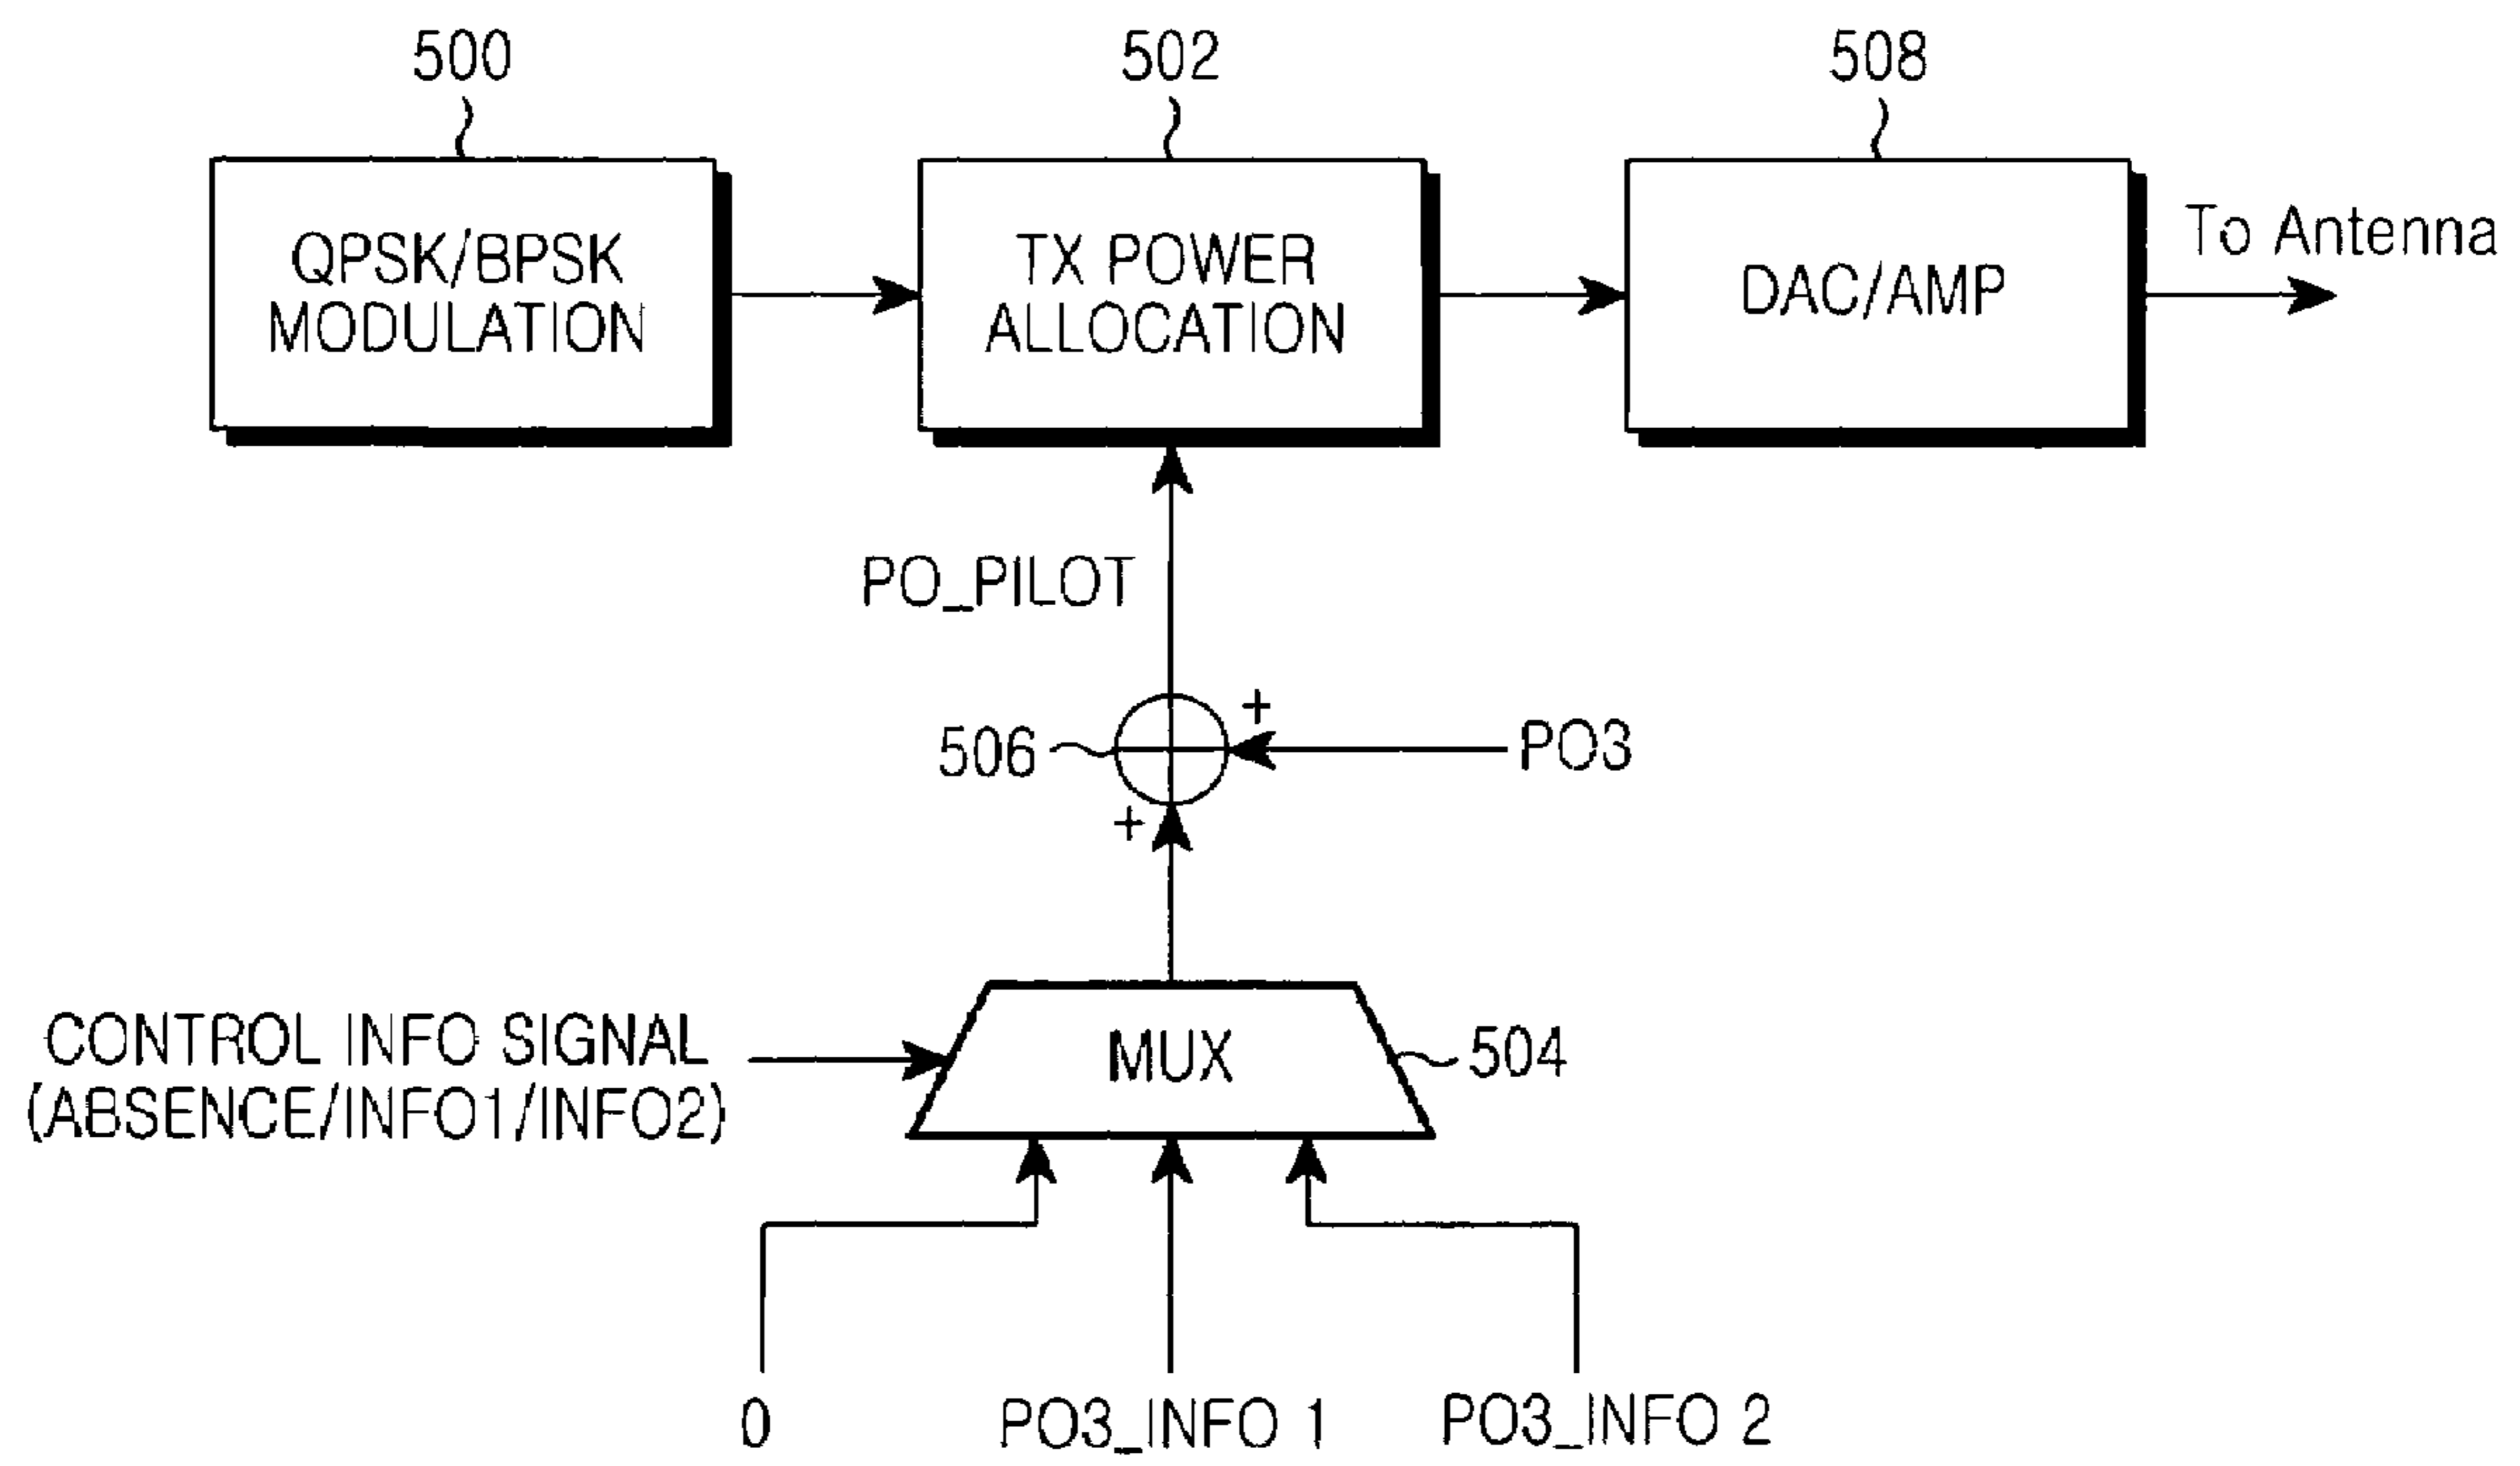 500
502
508
QPSK/BPSK
MODULATION
TX POWER
ALLOCATION
DAC/AMP
To Antenna
PO_PILOT
506
+
PO3
+
CONTROL INFO SIGNAL
(ABSENCE/INFO1/INFO2)
MUX
504
0
PO3_INFO 1
PO3_INFO 2